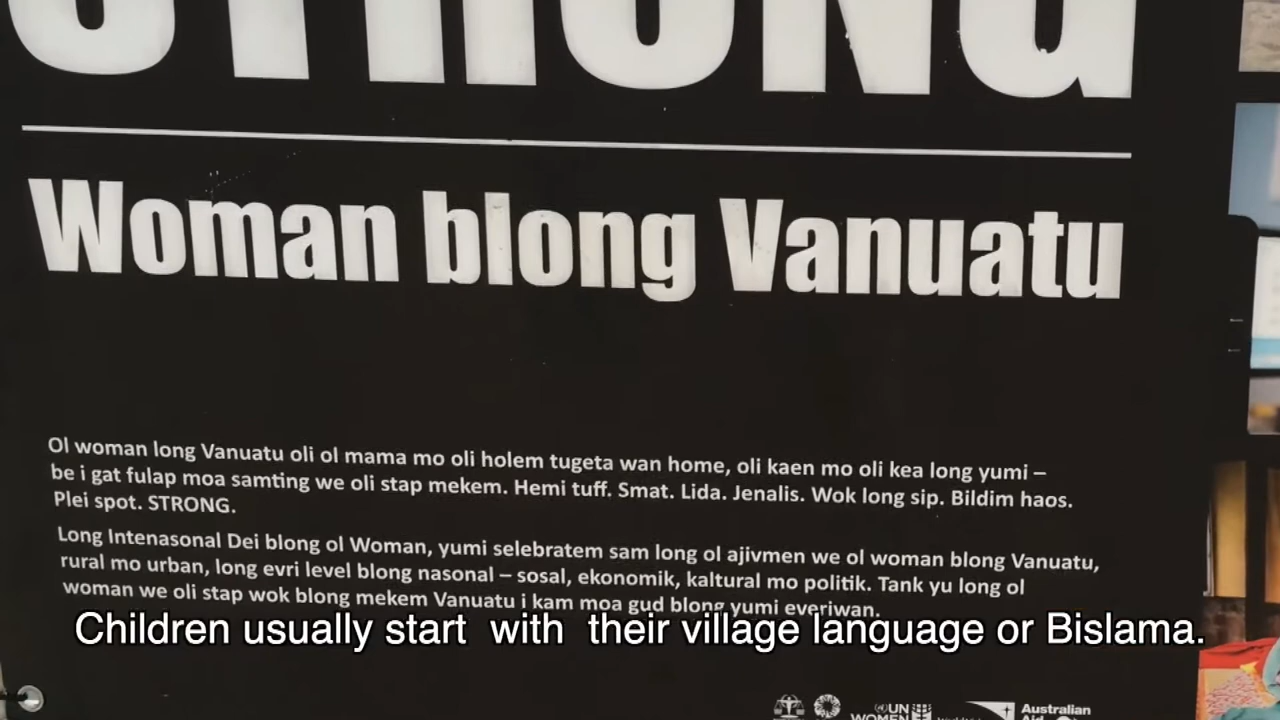 STRONG
Woman blong Vanuatu
Ol woman long Vanuatu oli ol mama mo oli holem tugeta wan home, oli kaen mo oli kea long yumi –
be i gat fulap moa samting we oli stap mekem. Hemi tuff. Smat. Lida. Jenalis. Wok long sip. Bildim haos.
Plei spot. STRONG.
Long Intenasonal Dei blong ol Woman, yumi selebratem sam long ol ajivmen we ol woman blong Vanuatu,
rural mo urban, long evri level blong nasonal – sosal, ekonomik, kaltural mo politik. Tank yu long ol
woman we oli stap wok blong mekem Vanuatu i kam moa gud blong yumi everiwan.
Children usually start with their village language or Bislama.
UN
WOMEN
Australian
Aid